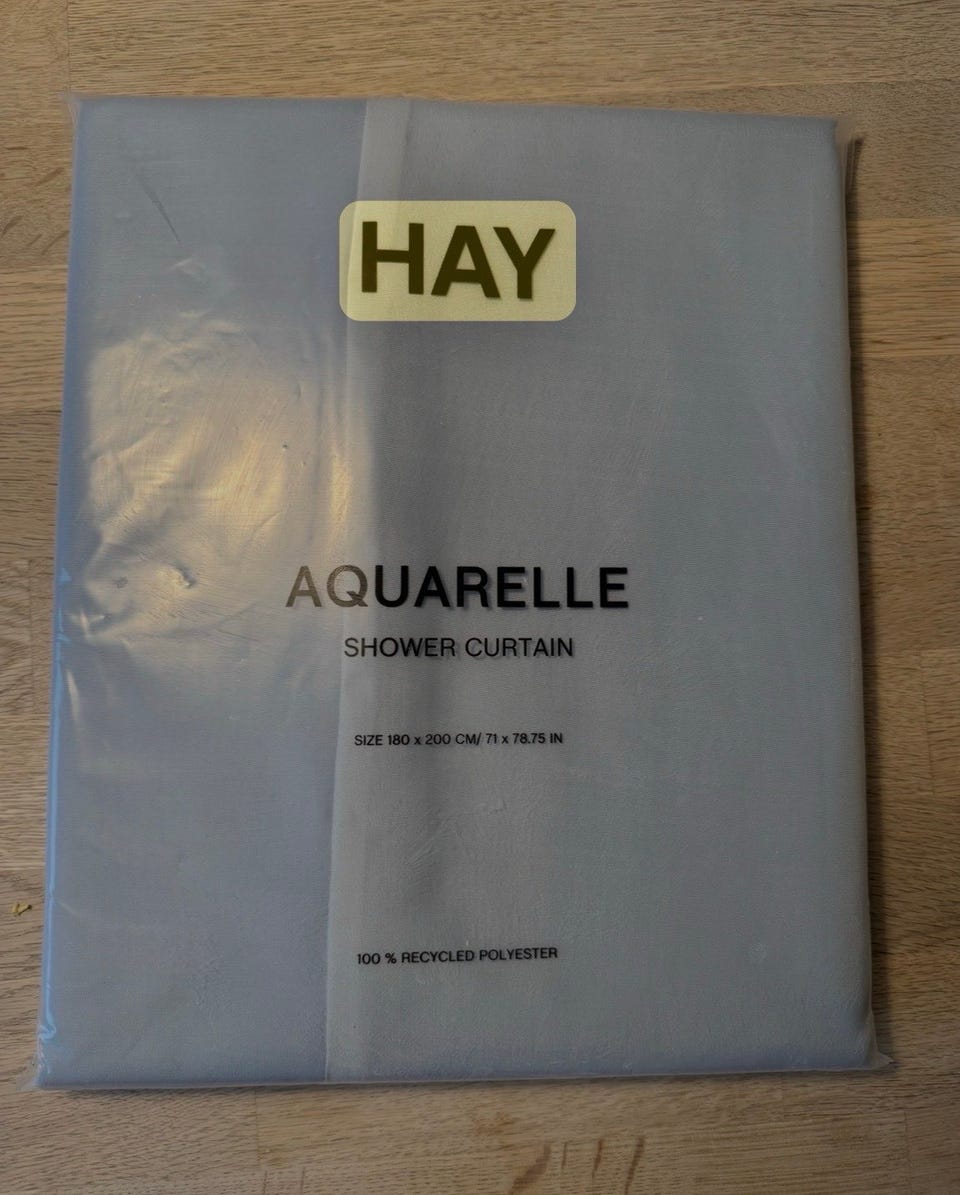 HAY
AQUARELLE
SHOWER CURTAIN
SIZE 180 x 200 CM/ 71 x 78.75 IN
100 % RECYCLED POLYESTER